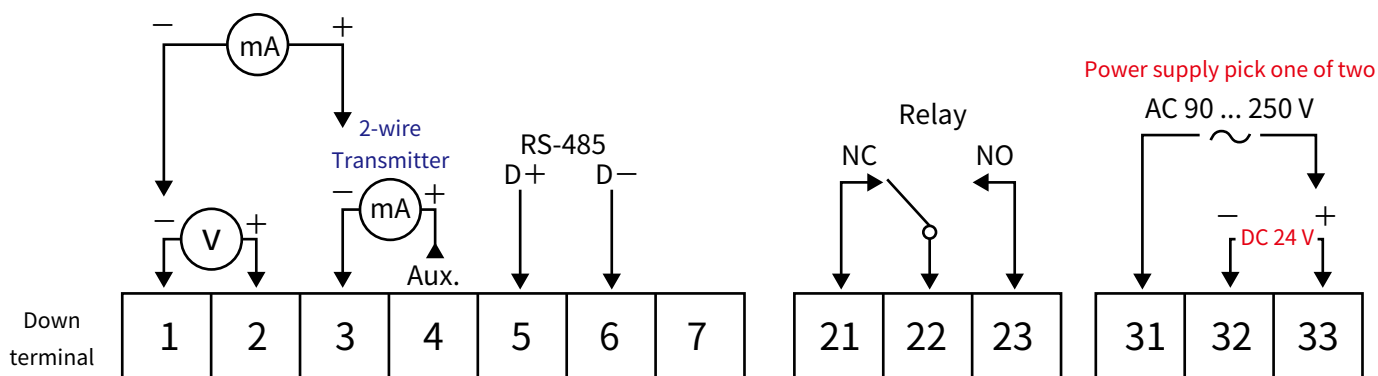 − mA +
Power supply pick one of two
AC 90 ... 250 V
2-wire
Transmitter
Relay
RS-485
D+ D−
NC NO
− mA +
− V +
− DC 24 V +
Aux.
Down
terminal
1 2 3 4 5 6 7 21 22 23 31 32 33